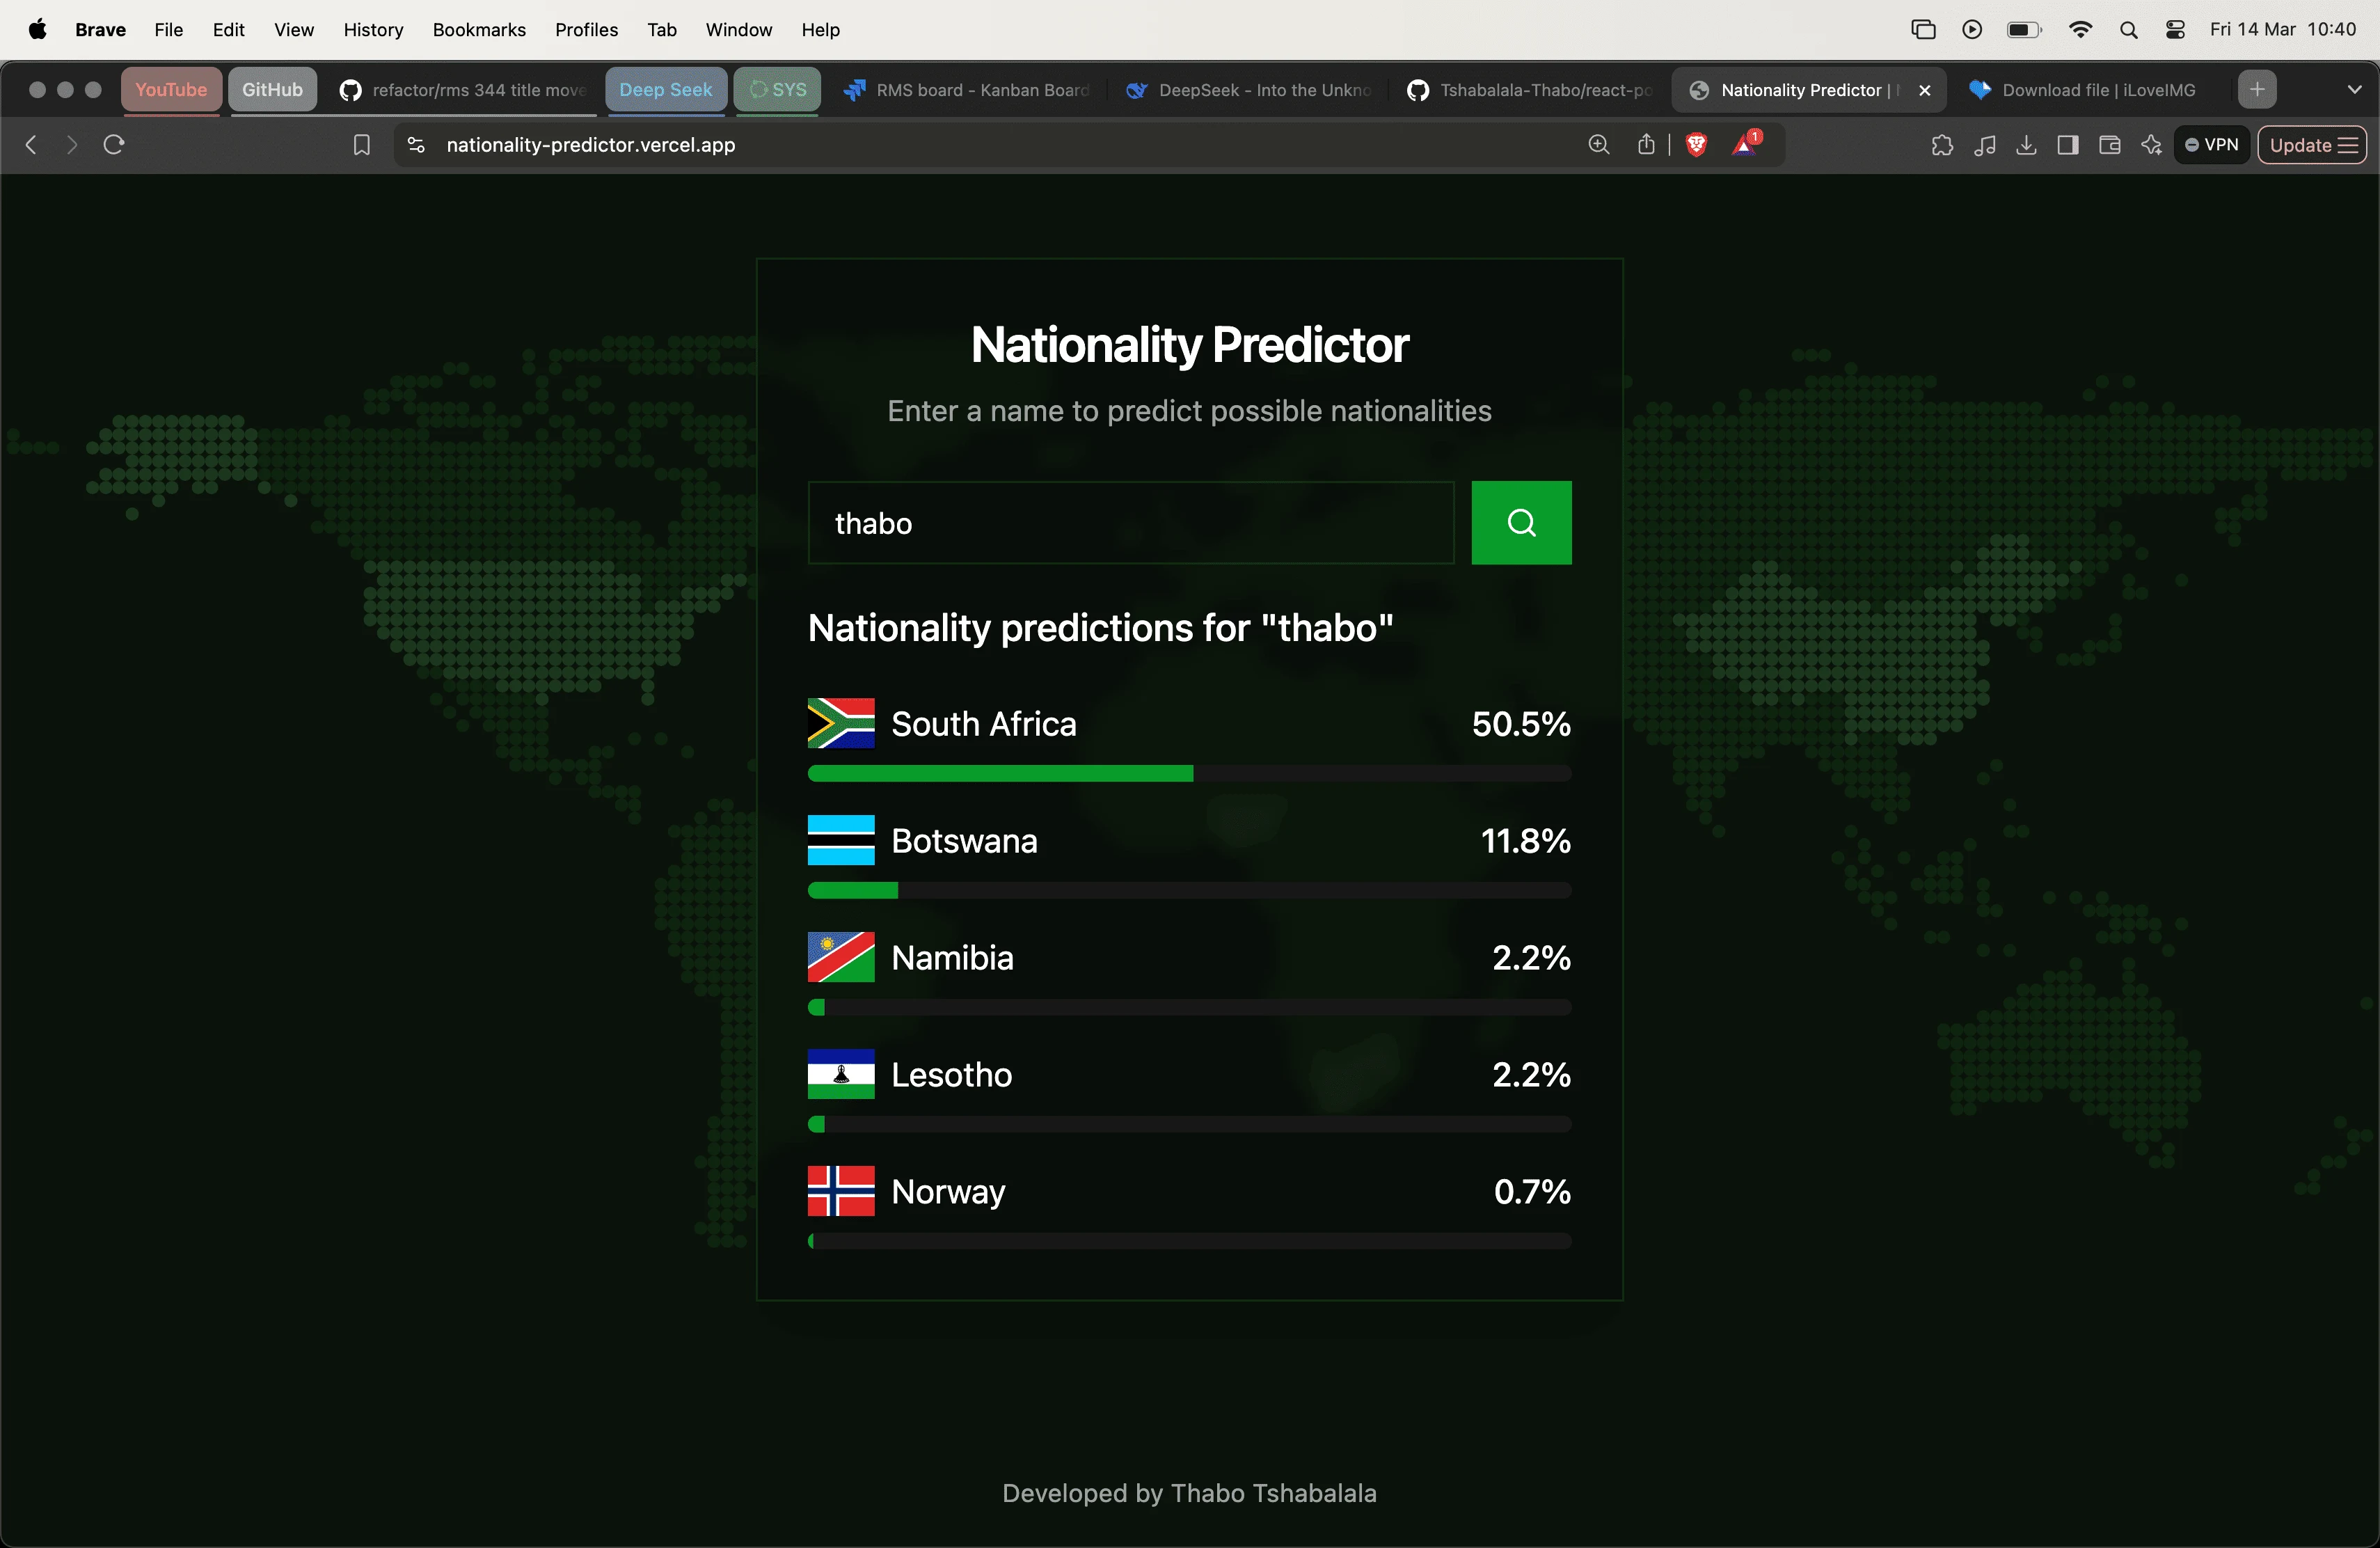 Brave File Edit View History Bookmarks Profiles Tab Window Help Fri 14 Mar 10:40
YouTube GitHub refactor/rms 344 title move Deep Seek SYS RMS board - Kanban Board DeepSeek - Into the Unkno Tshabalala-Thabo/react-po Nationality Predictor | Download file | iLoveIMG
nationality-predictor.vercel.app 1 VPN Update
Nationality Predictor
Enter a name to predict possible nationalities
thabo
Nationality predictions for "thabo"
South Africa 50.5%
Botswana 11.8%
Namibia 2.2%
Lesotho 2.2%
Norway 0.7%
Developed by Thabo Tshabalala